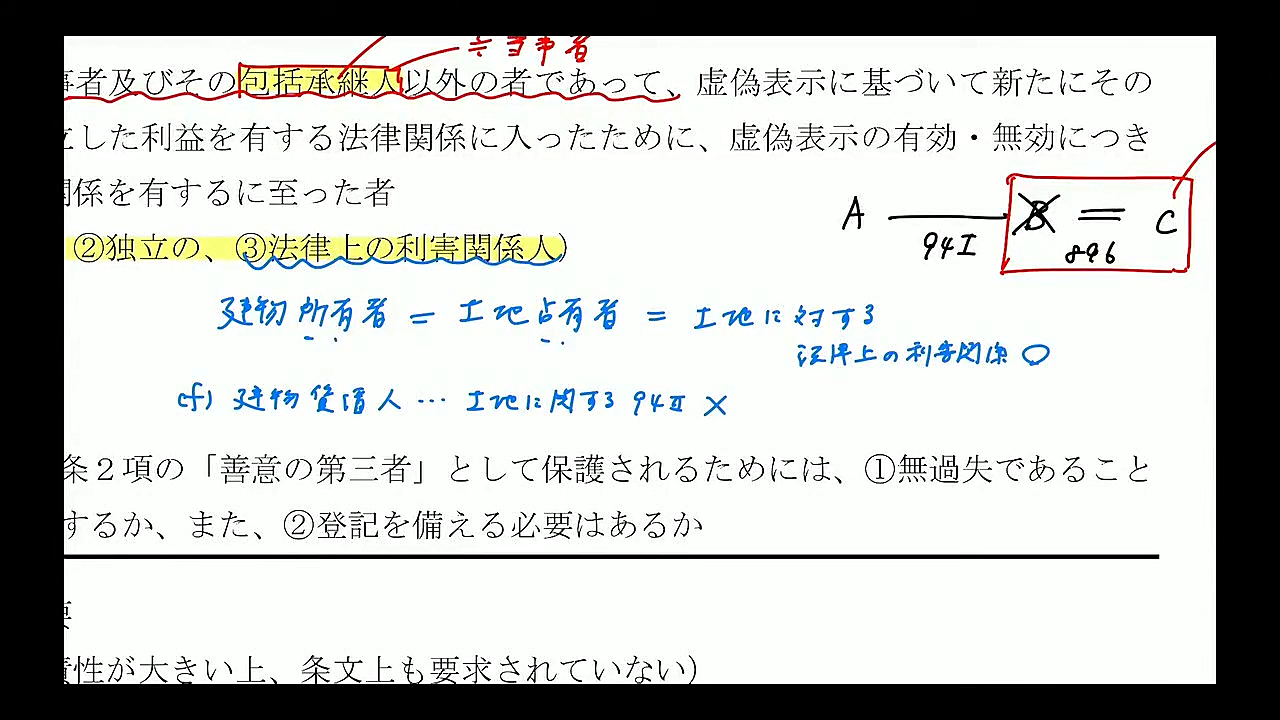 ≒当事者
事者及びその包括承継人以外の者であって、虚偽表示に基づいて新たにその
立した利益を有する法律関係に入ったために、虚偽表示の有効・無効につき
関係を有するに至った者
A 94Ⅰ B = C 896
②独立の、③法律上の利害関係人)
建物所有者 = 土地占有者 = 土地に対する
法律上の利害関係 ○
cf) 建物賃借人 … 土地に関する 94Ⅱ ×
条2項の「善意の第三者」として保護されるためには、①無過失であること
するか、また、②登記を備える必要はあるか
性が大きい上、条文上も要求されていない)